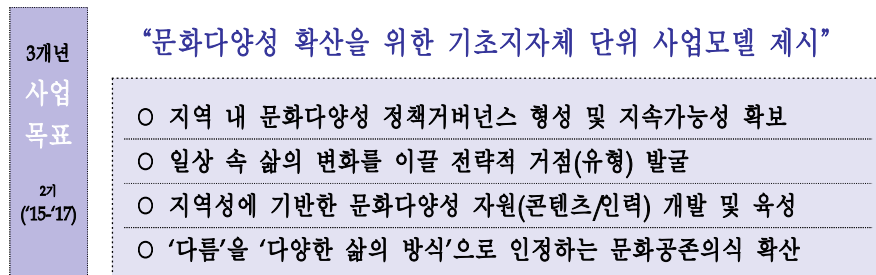 3개년
사업
목표
2기
('15-'17)
“문화다양성 확산을 위한 기초지자체 단위 사업모델 제시”
○ 지역 내 문화다양성 정책거버넌스 형성 및 지속가능성 확보
○ 일상 속 삶의 변화를 이끌 전략적 거점(유형) 발굴
○ 지역성에 기반한 문화다양성 자원(콘텐츠/인력) 개발 및 육성
○ ‘다름’을 ‘다양한 삶의 방식’으로 인정하는 문화공존의식 확산